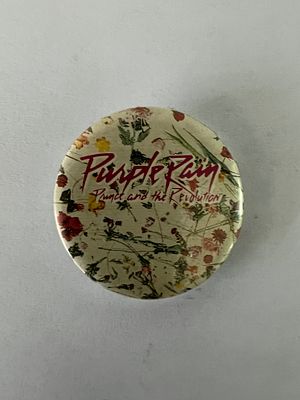 Purple Rain
Prince and the Revolution